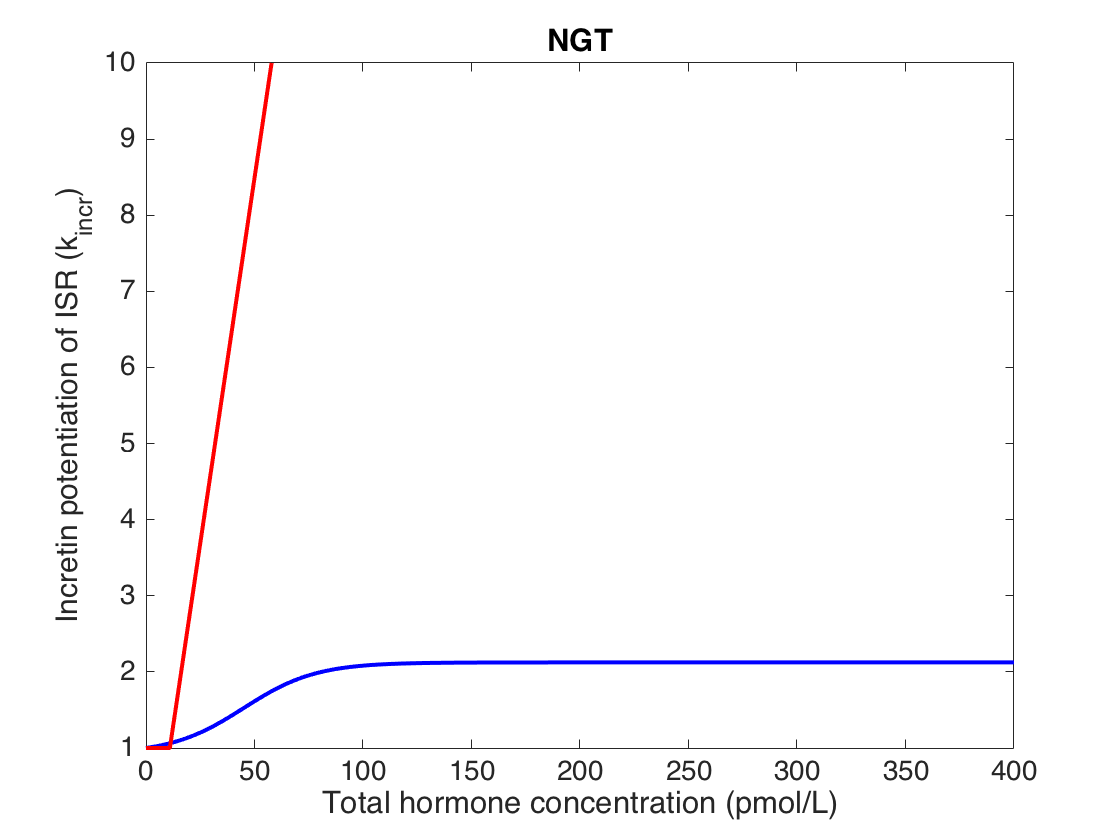 NGT
10
9
8
7
6
5
4
3
2
1
Incretin potentiation of ISR (k_incr)
0 50 100 150 200 250 300 350 400
Total hormone concentration (pmol/L)